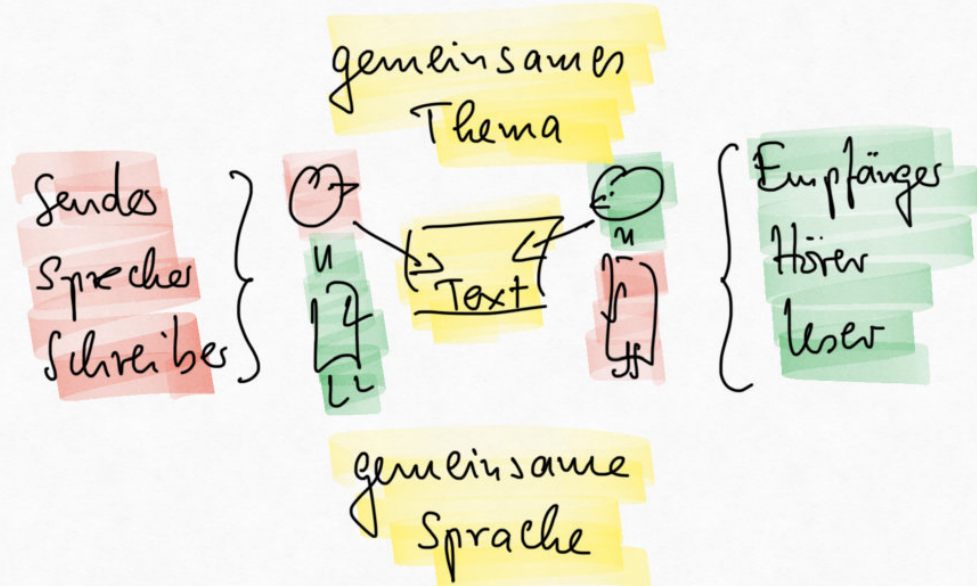 gemeinsames
Thema
Sender
Sprecher
Schreiber
Text
Empfänger
Hörer
Leser
gemeinsame
Sprache